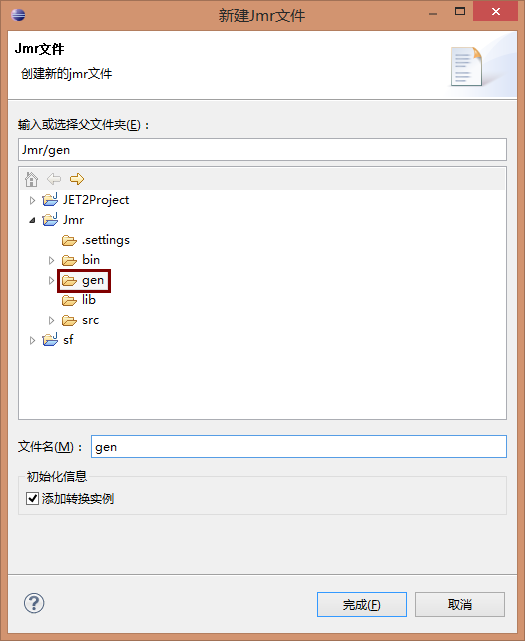 新建Jmr文件
Jmr文件
创建新的jmr文件
输入或选择父文件夹(E)：
Jmr/gen
JET2Project
Jmr
.settings
bin
gen
lib
src
sf
文件名(M)： gen
初始化信息
添加转换实例
? 完成(F) 取消